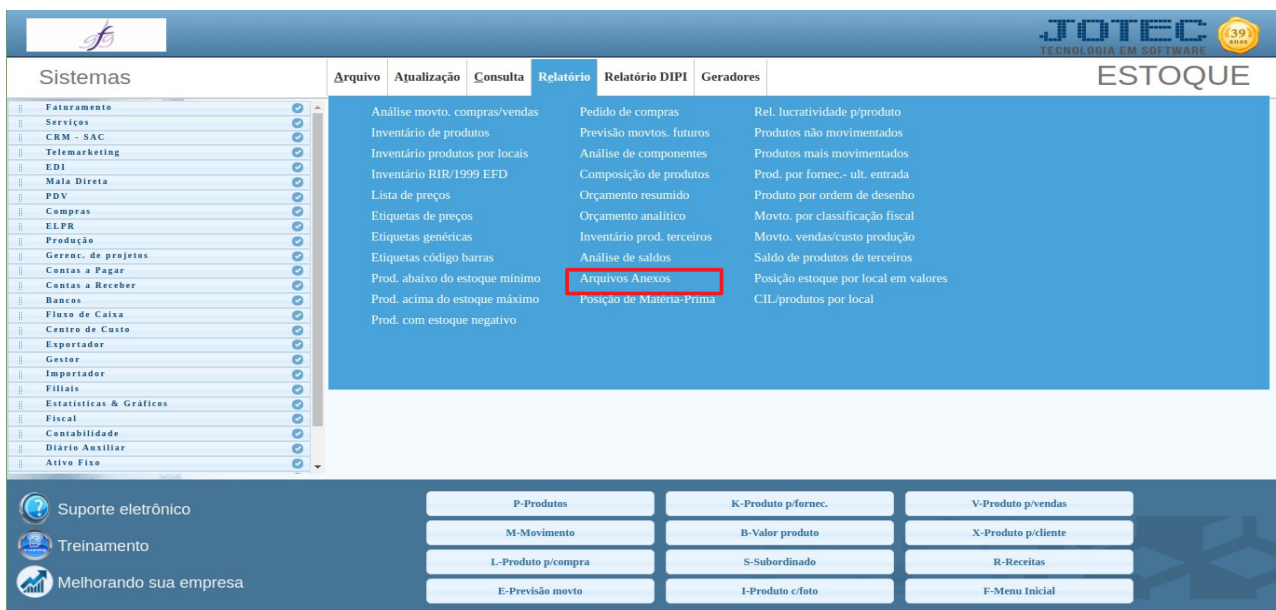 JOTEC
TECNOLOGIA EM SOFTWARE
39
anos
Sistemas
Arquivo Atualização Consulta Relatório Relatório DIPI Geradores
ESTOQUE
Faturamento
Serviços
CRM - SAC
Telemarketing
EDI
Mala Direta
PDV
Compras
ELPR
Produção
Gerenc. de projetos
Contas a Pagar
Contas a Receber
Bancos
Fluxo de Caixa
Centro de Custo
Exportador
Gestor
Importador
Filiais
Estatísticas & Gráficos
Fiscal
Contabilidade
Diário Auxiliar
Ativo Fixo
Análise movto. compras/vendas
Inventário de produtos
Inventário produtos por locais
Inventário RIR/1999 EFD
Lista de preços
Etiquetas de preços
Etiquetas genéricas
Etiquetas código barras
Prod. abaixo do estoque mínimo
Prod. acima do estoque máximo
Prod. com estoque negativo
Pedido de compras
Previsão movtos. futuros
Análise de componentes
Composição de produtos
Orçamento resumido
Orçamento analítico
Inventário prod. terceiros
Análise de saldos
Arquivos Anexos
Posição de Matéria-Prima
Rel. lucratividade p/produto
Produtos não movimentados
Produtos mais movimentados
Prod. por fornec.- ult. entrada
Produto por ordem de desenho
Movto. por classificação fiscal
Movto. vendas/custo produção
Saldo de produtos de terceiros
Posição estoque por local em valores
CIL/produtos por local
Suporte eletrônico
Treinamento
Melhorando sua empresa
P-Produtos K-Produto p/fornec. V-Produto p/vendas
M-Movimento B-Valor produto X-Produto p/cliente
L-Produto p/compra S-Subordinado R-Receitas
E-Previsão movto I-Produto c/foto F-Menu Inicial